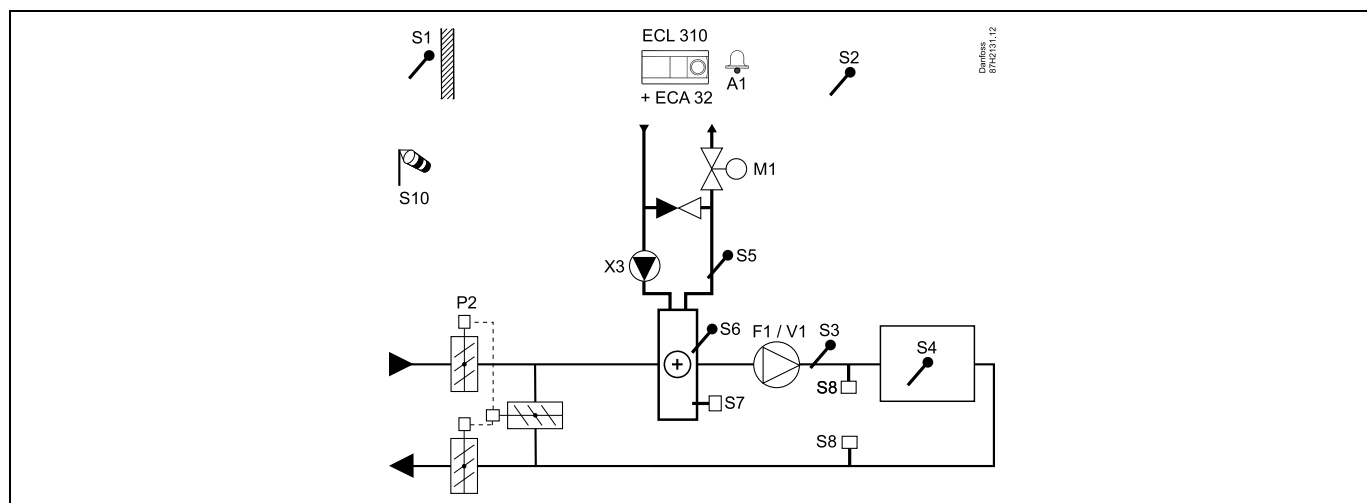 S1
ECL 310
A1
+ ECA 32
S2
Danfoss
87H2131.12
S10
M1
X3
S5
P2
S6
F1 / V1
S3
S4
S8
S7
S8